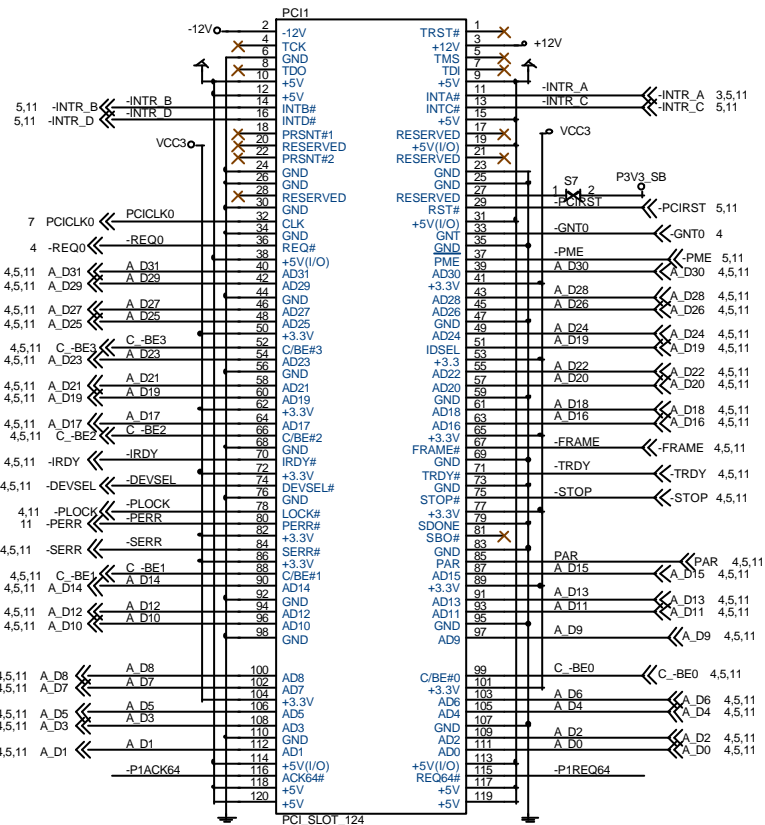 PCI1
-12V 2 -12V TRST# 1
4 TCK +12V 3 +12V
6 GND TMS 5
8 TDO TDI 7
10 +5V +5V 9
12 +5V INTA# 11 -INTR_A -INTR_A 3,5,11
5,11 -INTR_B -INTR_B 14 INTB# INTC# 13 -INTR_C -INTR_C 5,11
5,11 -INTR_D -INTR_D 16 INTD# +5V 15
18 PRSNT#1 RESERVED 17 VCC3
VCC3 20 RESERVED +5V(I/O) 19
22 PRSNT#2 RESERVED 21
24 GND GND 23
26 GND GND 25
28 RESERVED RESERVED 27 1 S7 2 P3V3_SB
30 GND RST# 29 -PCIRST -PCIRST 5,11
7 PCICLK0 PCICLK0 32 CLK +5V(I/O) 31
34 GND GNT 33 -GNT0 -GNT0 4
4 -REQ0 -REQ0 36 REQ# GND 35
38 +5V(I/O) PME 37 -PME -PME 5,11
4,5,11 A_D31 A_D31 40 AD31 AD30 39 A_D30 A_D30 4,5,11
4,5,11 A_D29 A_D29 42 AD29 +3.3V 41
44 GND AD28 43 A_D28 A_D28 4,5,11
4,5,11 A_D27 A_D27 46 AD27 AD26 45 A_D26 A_D26 4,5,11
4,5,11 A_D25 A_D25 48 AD25 GND 47
50 +3.3V AD24 49 A_D24 A_D24 4,5,11
4,5,11 C_-BE3 C_-BE3 52 C/BE#3 IDSEL 51 A_D19 A_D19 4,5,11
4,5,11 A_D23 A_D23 54 AD23 +3.3 53
56 GND AD22 55 A_D22 A_D22 4,5,11
4,5,11 A_D21 A_D21 58 AD21 AD20 57 A_D20 A_D20 4,5,11
4,5,11 A_D19 A_D19 60 AD19 GND 59
62 +3.3V AD18 61 A_D18 A_D18 4,5,11
4,5,11 A_D17 A_D17 64 AD17 AD16 63 A_D16 A_D16 4,5,11
4,5,11 C_-BE2 C_-BE2 66 C/BE#2 +3.3V 65
68 GND FRAME# 67 -FRAME -FRAME 4,5,11
4,5,11 -IRDY -IRDY 70 IRDY# GND 69
72 +3.3V TRDY# 71 -TRDY -TRDY 4,5,11
4,5,11 -DEVSEL -DEVSEL 74 DEVSEL# GND 73
76 GND STOP# 75 -STOP -STOP 4,5,11
4,11 -PLOCK -PLOCK 78 LOCK# +3.3V 77
11 -PERR -PERR 80 PERR# SDONE 79
82 +3.3V SBO# 81
4,5,11 -SERR -SERR 84 SERR# GND 83
86 +3.3V PAR 85 PAR PAR 4,5,11
4,5,11 C_-BE1 C_-BE1 88 C/BE#1 AD15 87 A_D15 A_D15 4,5,11
4,5,11 A_D14 A_D14 90 AD14 +3.3V 89
92 GND AD13 91 A_D13 A_D13 4,5,11
4,5,11 A_D12 A_D12 94 AD12 AD11 93 A_D11 A_D11 4,5,11
4,5,11 A_D10 A_D10 96 AD10 GND 95
98 GND AD9 97 A_D9 A_D9 4,5,11
4,5,11 A_D8 A_D8 100 AD8 C/BE#0 99 C_-BE0 C_-BE0 4,5,11
4,5,11 A_D7 A_D7 102 AD7 +3.3V 101
104 +3.3V AD6 103 A_D6 A_D6 4,5,11
4,5,11 A_D5 A_D5 106 AD5 AD4 105 A_D4 A_D4 4,5,11
4,5,11 A_D3 A_D3 108 AD3 GND 107
110 GND AD2 109 A_D2 A_D2 4,5,11
4,5,11 A_D1 A_D1 112 AD1 AD0 111 A_D0 A_D0 4,5,11
114 +5V(I/O) +5V(I/O) 113
-P1ACK64 116 ACK64# REQ64# 115 -P1REQ64
118 +5V +5V 117
120 +5V +5V 119
PCI_SLOT_124